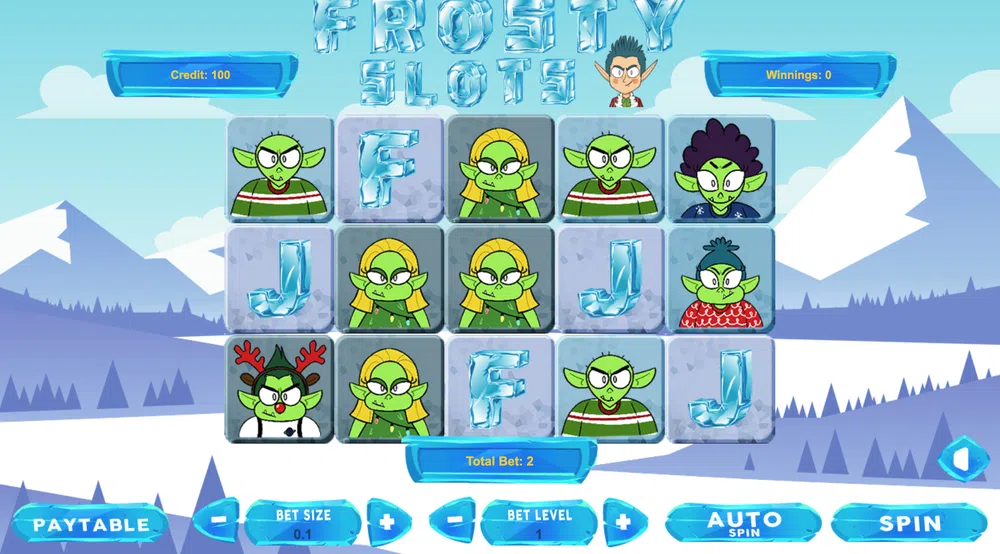 FROSTY
SLOTS
Credit: 100
Winnings: 0
F
J
J
F
J
Total Bet: 2
PAYTABLE
-
BET SIZE
0.1
+
-
BET LEVEL
1
+
AUTO
SPIN
SPIN